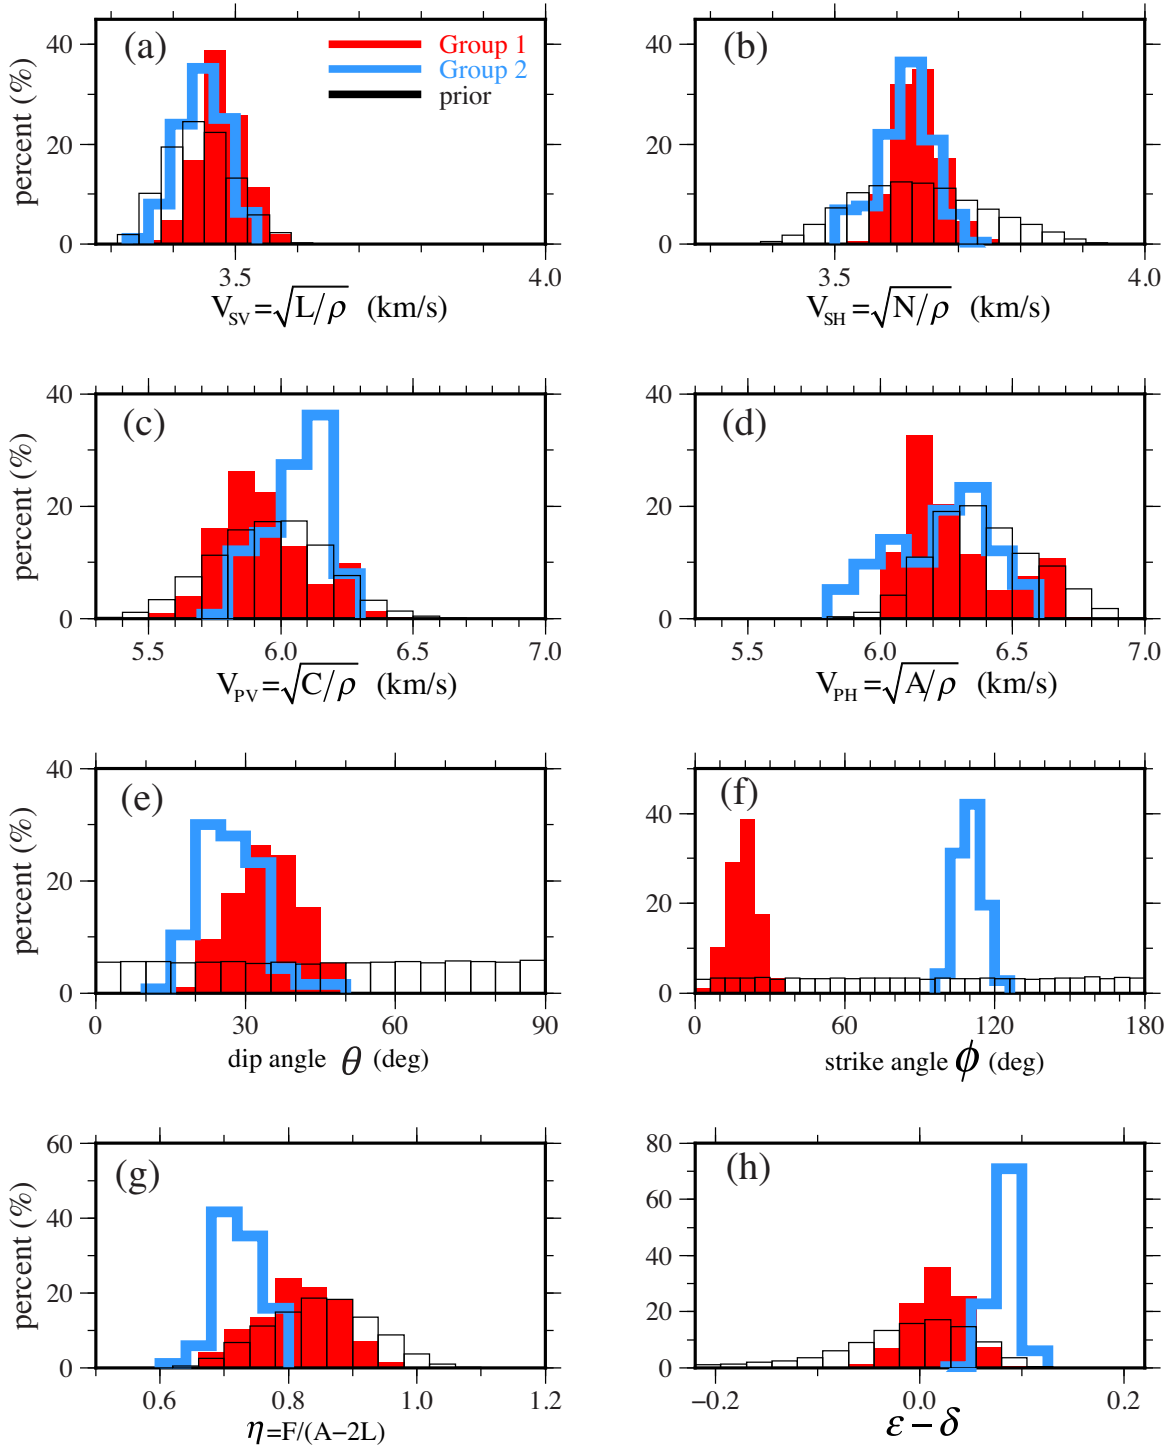 (a)
Group 1
Group 2
prior
percent (%)
40
20
0
3.5
4.0
V_SV=√L/ρ (km/s)
(b)
40
20
0
3.5
4.0
V_SH=√N/ρ (km/s)
(c)
percent (%)
40
20
0
5.5
6.0
6.5
7.0
V_PV=√C/ρ (km/s)
(d)
40
20
0
5.5
6.0
6.5
7.0
V_PH=√A/ρ (km/s)
(e)
percent (%)
40
20
0
0
30
60
90
dip angle θ (deg)
(f)
40
20
0
0
60
120
180
strike angle ϕ (deg)
(g)
percent (%)
60
40
20
0
0.6
0.8
1.0
1.2
η=F/(A−2L)
(h)
80
60
40
20
0
−0.2
0.0
0.2
ε−δ